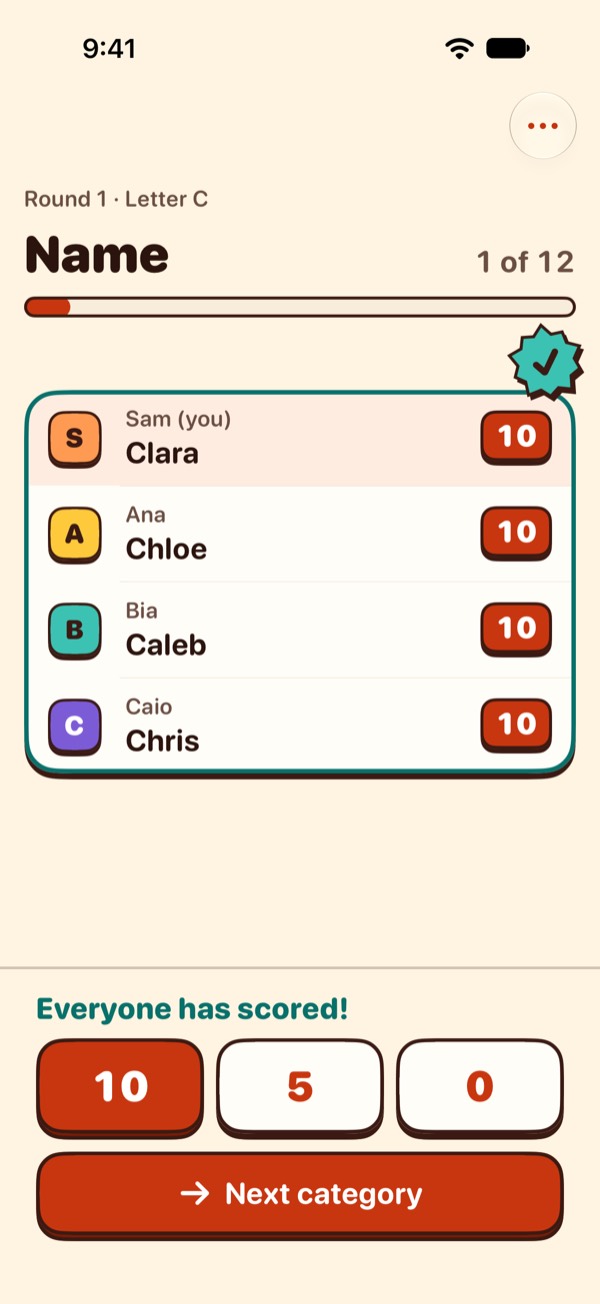 9:41
Round 1 · Letter C
Name
1 of 12
S
Sam (you)
Clara
10
A
Ana
Chloe
10
B
Bia
Caleb
10
C
Caio
Chris
10
Everyone has scored!
10
5
0
→ Next category